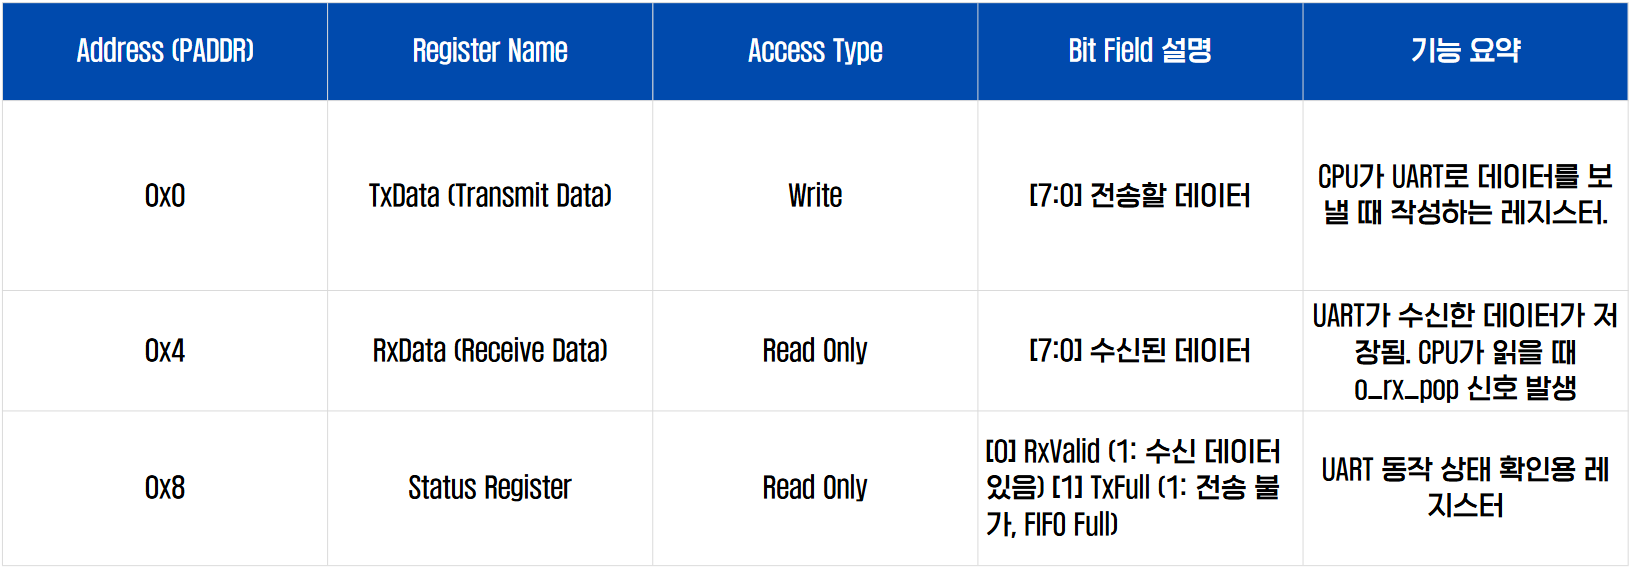 Address (PADDR)
Register Name
Access Type
Bit Field 설명
기능 요약
0x0
TxData (Transmit Data)
Write
[7:0] 전송할 데이터
CPU가 UART로 데이터를 보
낼 때 작성하는 레지스터.
0x4
RxData (Receive Data)
Read Only
[7:0] 수신된 데이터
UART가 수신한 데이터가 저
장됨. CPU가 읽을 때
o_rx_pop 신호 발생
0x8
Status Register
Read Only
[0] RxValid (1: 수신 데이터
있음) [1] TxFull (1: 전송 불
가, FIFO Full)
UART 동작 상태 확인용 레
지스터